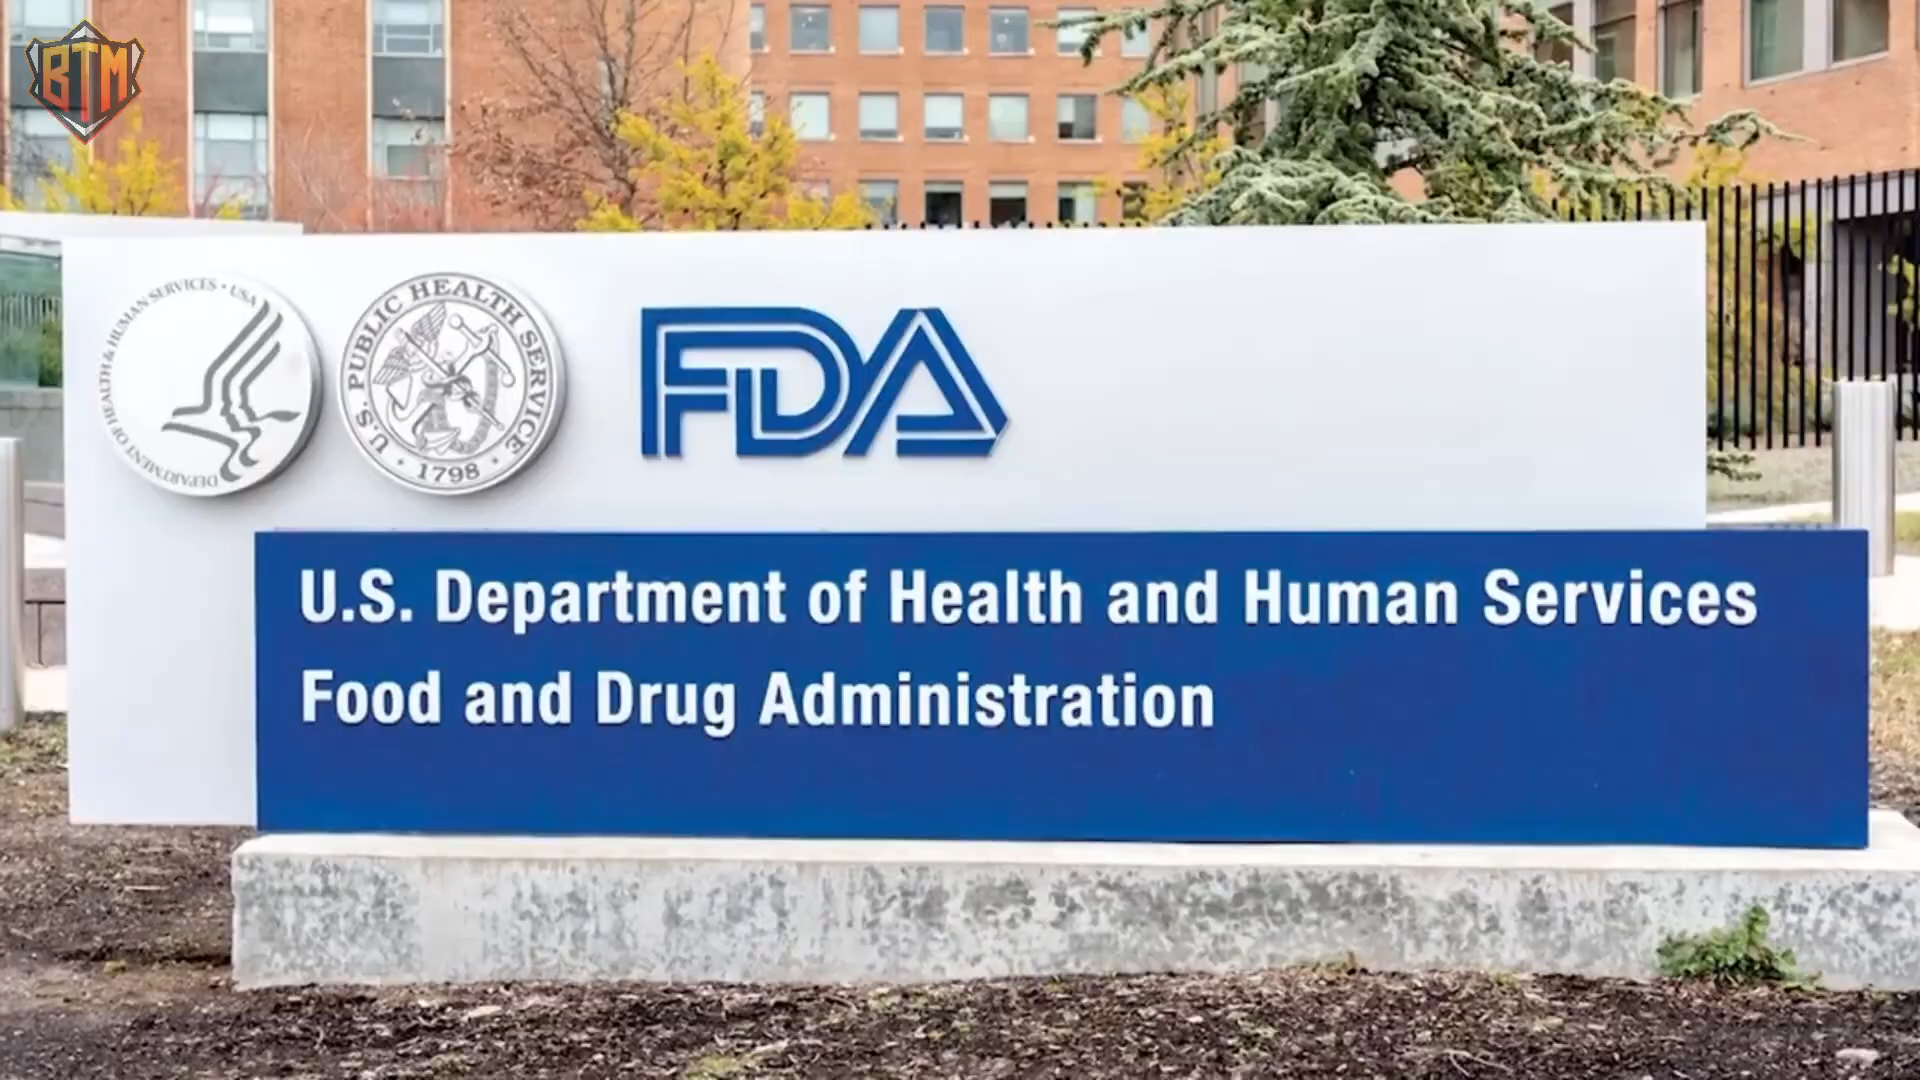 BTM
DEPARTMENT OF HEALTH & HUMAN SERVICES • USA
U.S. PUBLIC HEALTH SERVICE
• 1798 •
FDA
U.S. Department of Health and Human Services
Food and Drug Administration